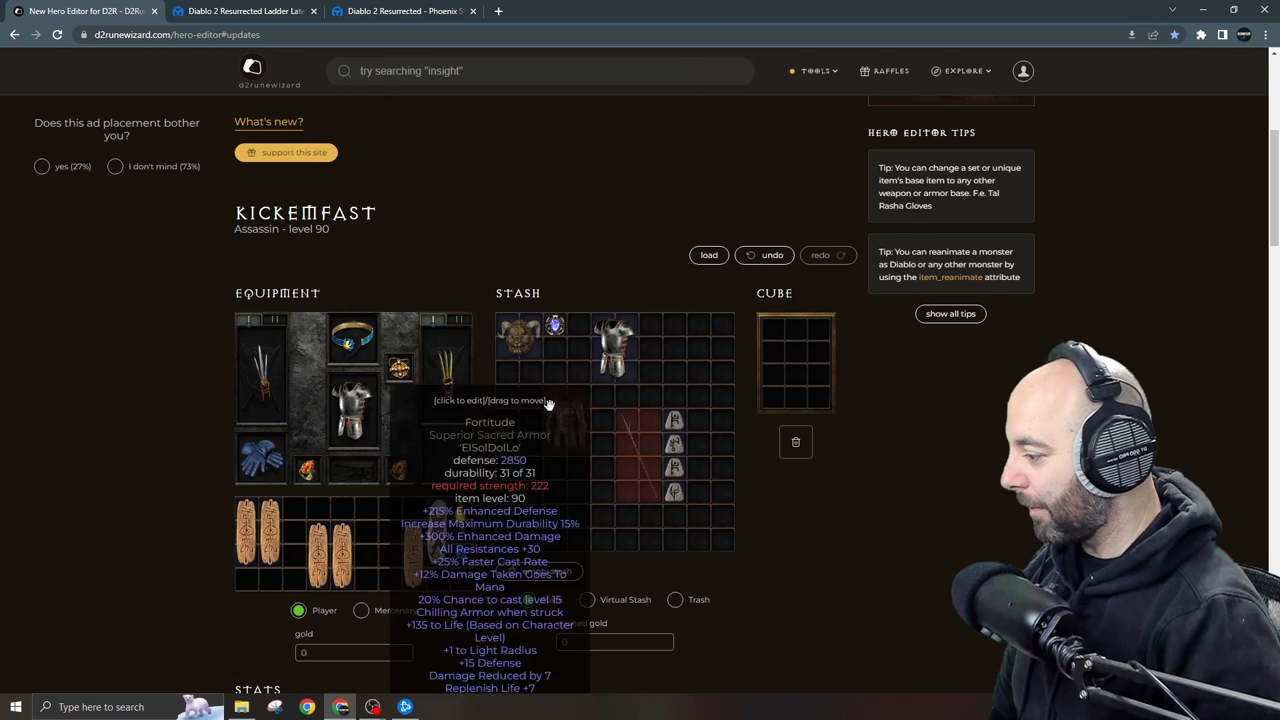 New Hero Editor for D2R - D2Ru
Diablo 2 Resurrected Ladder Late
Diablo 2 Resurrected - Phoenix S
d2runewizard.com/hero-editor#updates
d2runewizard
try searching "insight"
TOOLS
RAFFLES
EXPLORE
Does this ad placement bother
you?
yes (27%)
I don't mind (73%)
What's new?
support this site
HERO EDITOR TIPS
Tip: You can change a set or unique
item's base item to any other
weapon or armor base. F.e. Tal
Rasha Gloves
Tip: You can reanimate a monster
as Diablo or any other monster by
using the item_reanimate attribute
show all tips
KICKEMFAST
Assassin - level 90
load
undo
redo
EQUIPMENT
STASH
CUBE
I
II
I
II
[click to edit]/[drag to move]
Fortitude
Superior Sacred Armor
'ElSolDolLo'
defense: 2850
durability: 31 of 31
required strength: 222
item level: 90
+215% Enhanced Defense
Increase Maximum Durability 15%
+300% Enhanced Damage
All Resistances +30
+25% Faster Cast Rate
+12% Damage Taken Goes To
Mana
20% Chance to cast level 15
Chilling Armor when struck
+135 to Life (Based on Character
Level)
+1 to Light Radius
+15 Defense
Damage Reduced by 7
Replenish Life +7
Player
Virtual Stash
Trash
gold
0
0
STATS
Type here to search